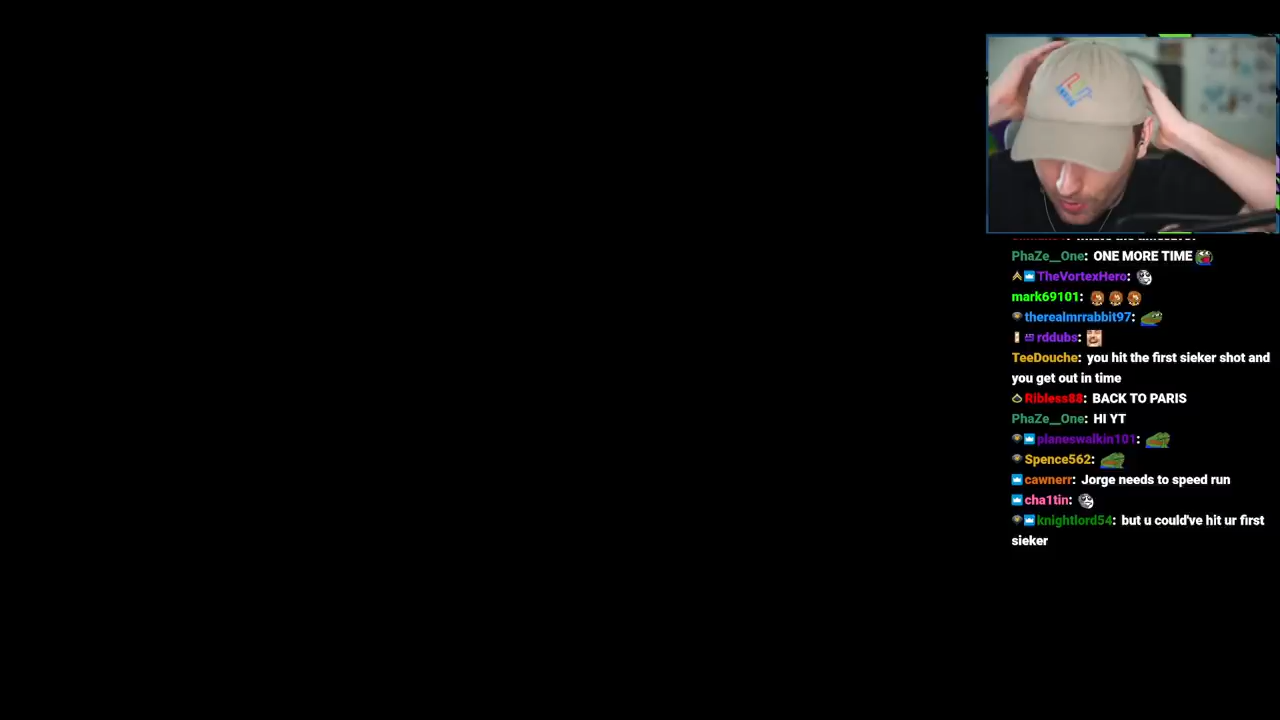 PhaZe__One: ONE MORE TIME
TheVortexHero:
mark69101:
therealmrrabbit97:
rddubs:
TeeDouche: you hit the first sieker shot and
you get out in time
Ribless88: BACK TO PARIS
PhaZe__One: HI YT
planeswalkin101:
Spence562:
cawnerr: Jorge needs to speed run
cha1tin:
knightlord54: but u could've hit ur first
sieker